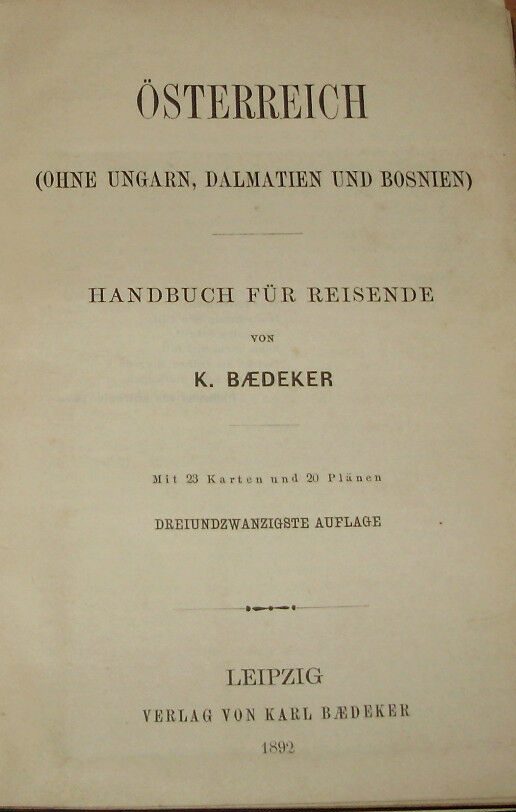 ÖSTERREICH
(OHNE UNGARN, DALMATIEN UND BOSNIEN)
HANDBUCH FÜR REISENDE
VON
K. BÆDEKER
Mit 23 Karten und 20 Plänen
DREIUNDZWANZIGSTE AUFLAGE
LEIPZIG
VERLAG VON KARL BÆDEKER
1892